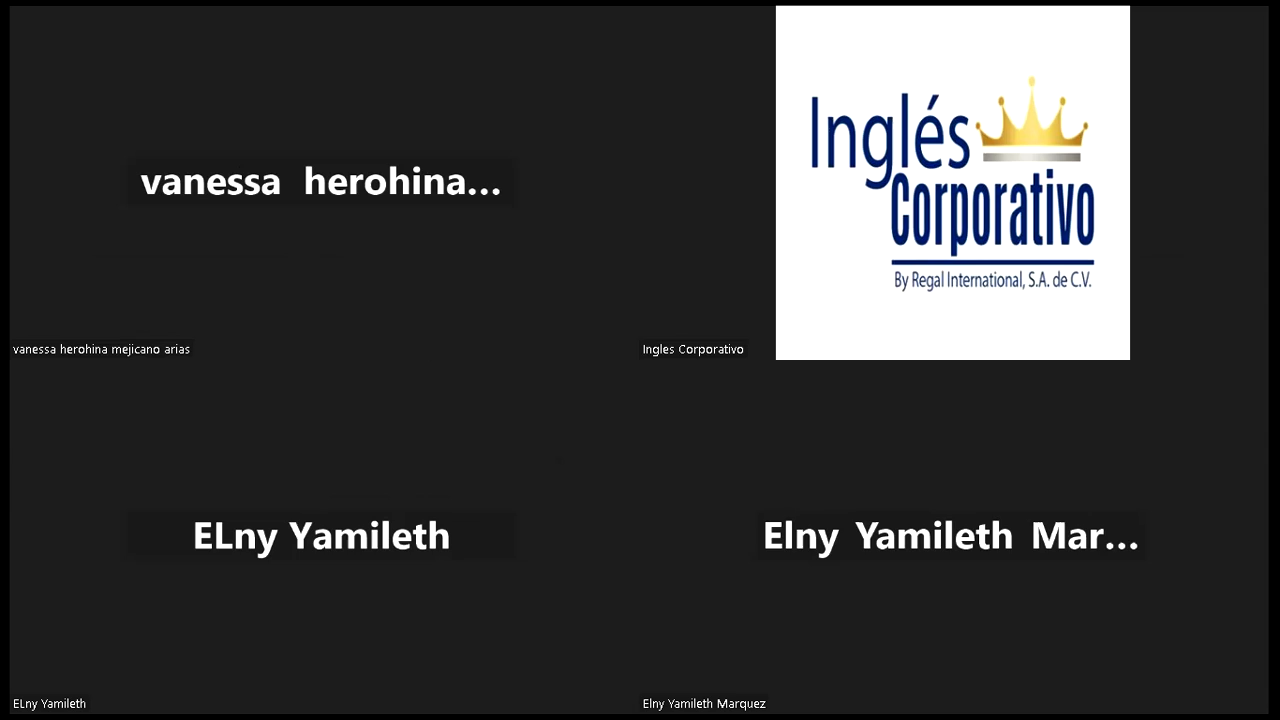 vanessa herohina...
vanessa herohina mejicano arias
Inglés
Corporativo
By Regal International, S.A. de C.V.
Ingles Corporativo
ELny Yamileth
ELny Yamileth
Elny Yamileth Mar...
Elny Yamileth Marquez